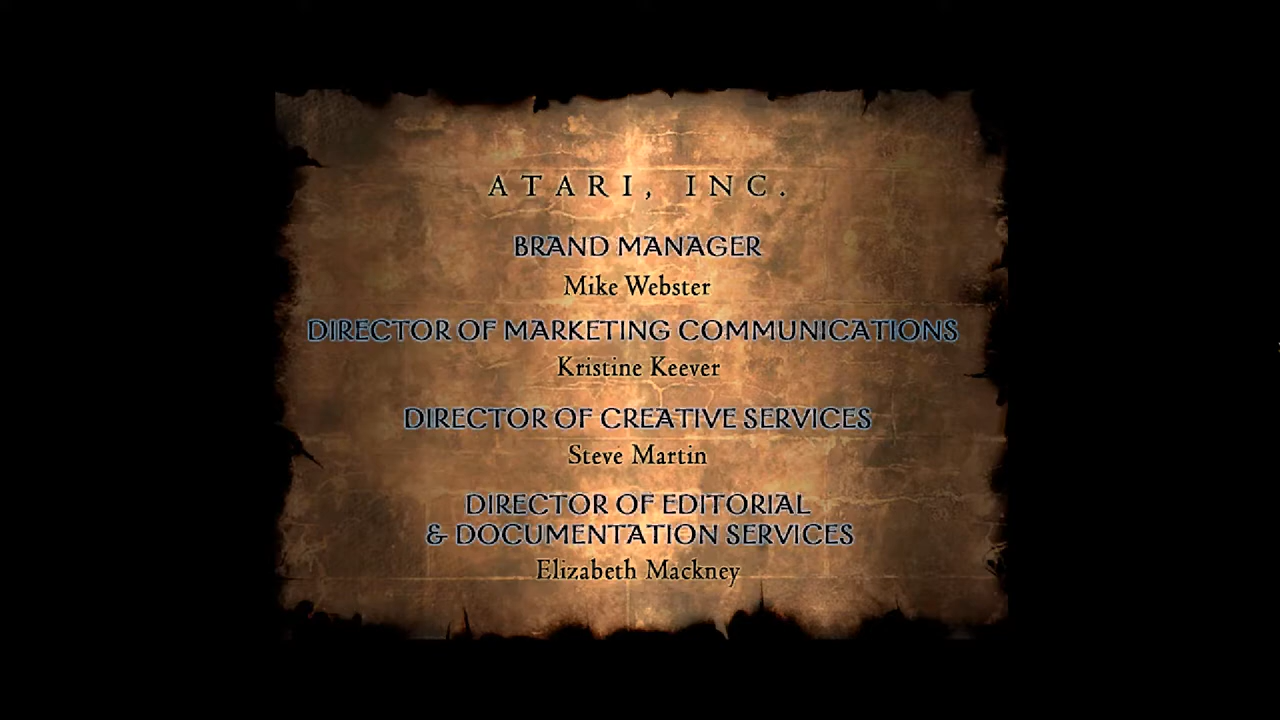 ATARI, INC.
BRAND MANAGER
Mike Webster
DIRECTOR OF MARKETING COMMUNICATIONS
Kristine Keever
DIRECTOR OF CREATIVE SERVICES
Steve Martin
DIRECTOR OF EDITORIAL
& DOCUMENTATION SERVICES
Elizabeth Mackney